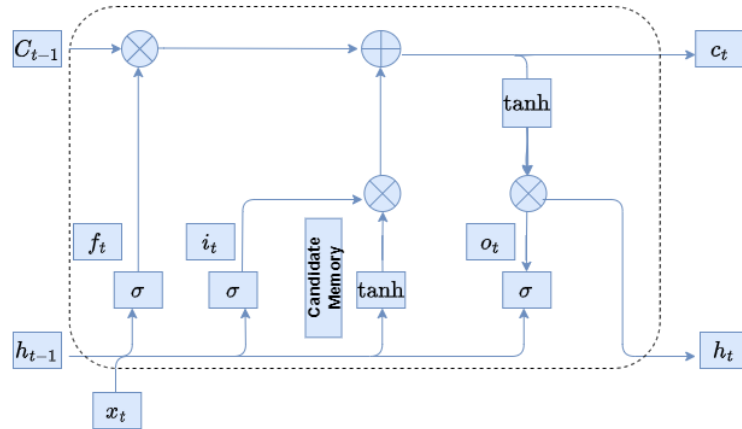 C_{t-1}
c_t
tanh
f_t
i_t
Candidate
Memory
o_t
σ
σ
tanh
σ
h_{t-1}
h_t
x_t